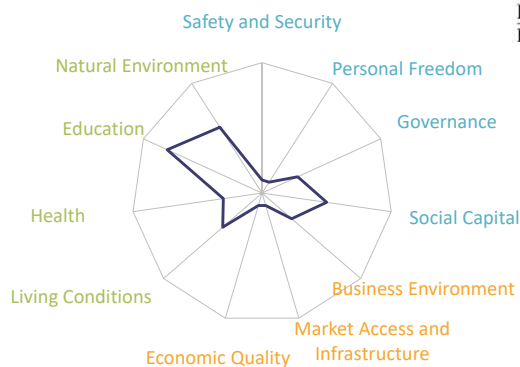 Safety and Security
Natural Environment
Personal Freedom
Education
Governance
Health
Social Capital
Living Conditions
Business Environment
Market Access and
Infrastructure
Economic Quality